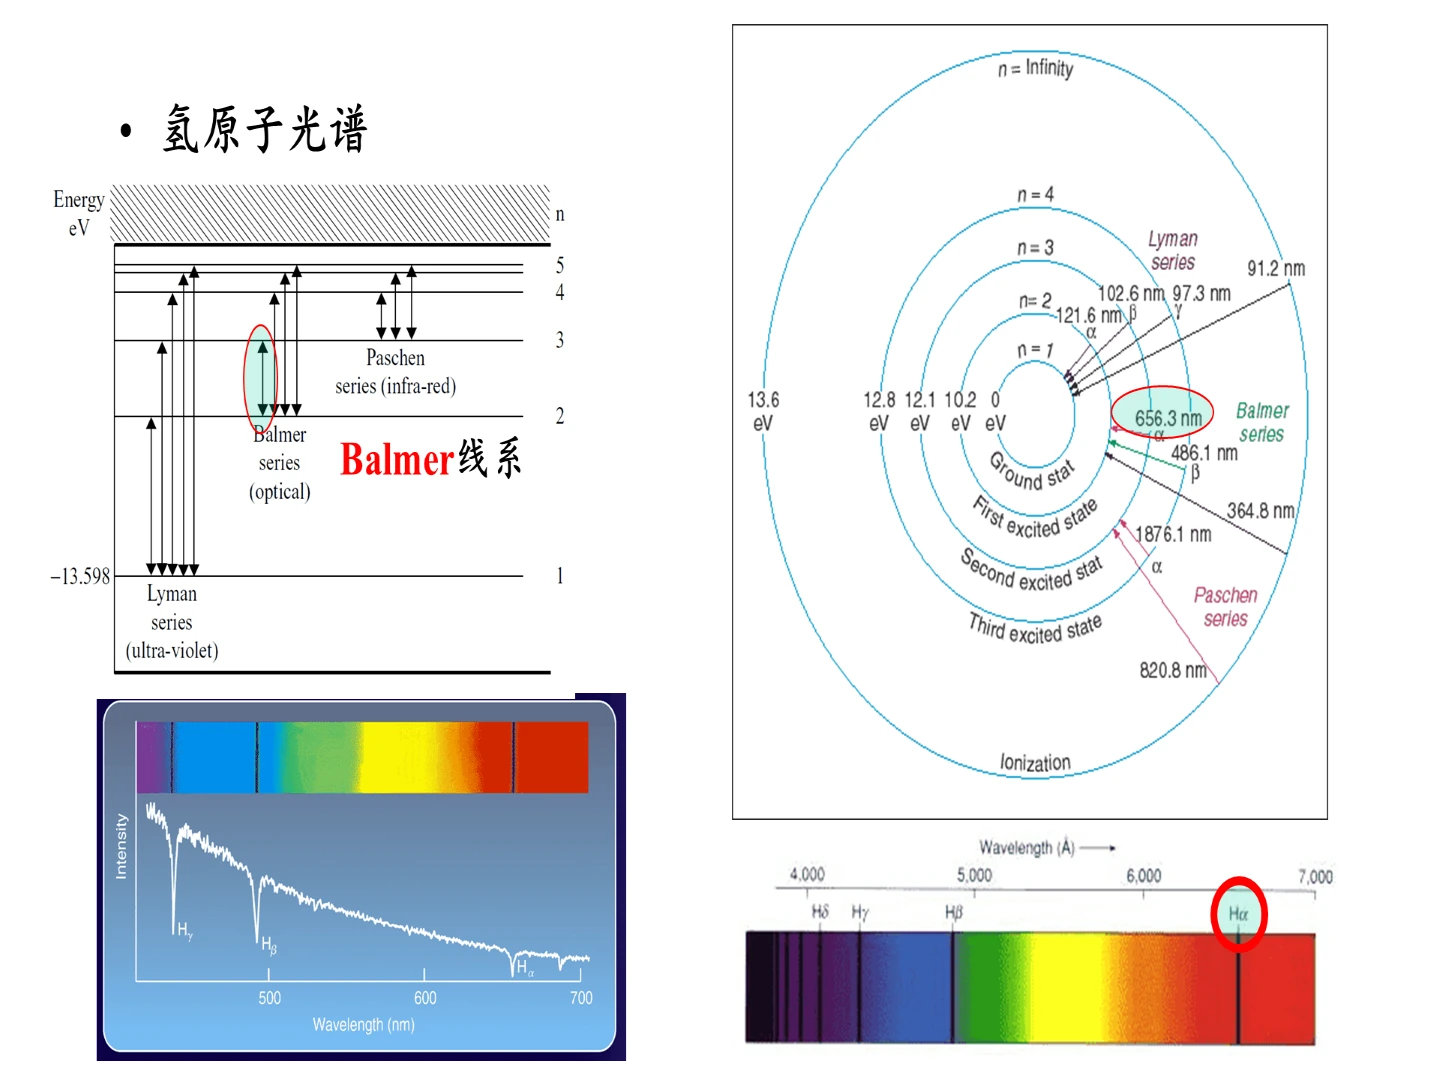 • 氢原子光谱
Energy
eV
n
5
4
3
2
1
−13.598
Paschen
series (infra-red)
Balmer
series
(optical)
Balmer线系
Lyman
series
(ultra-violet)
n = Infinity
n = 4
n = 3
n= 2
n = 1
Lyman
series
91.2 nm
102.6 nm
97.3 nm
121.6 nm
β
γ
α
13.6
eV
12.8
eV
12.1
eV
10.2
eV
0
eV
656.3 nm
α
Balmer
series
486.1 nm
β
364.8 nm
Ground stat
First excited state
Second excited stat
Third excited state
1876.1 nm
α
Paschen
series
820.8 nm
Ionization
Intensity
Hγ
Hβ
Hα
500
600
700
Wavelength (nm)
Wavelength (Å)
4,000
5,000
6,000
7,000
Hδ
Hγ
Hβ
Hα